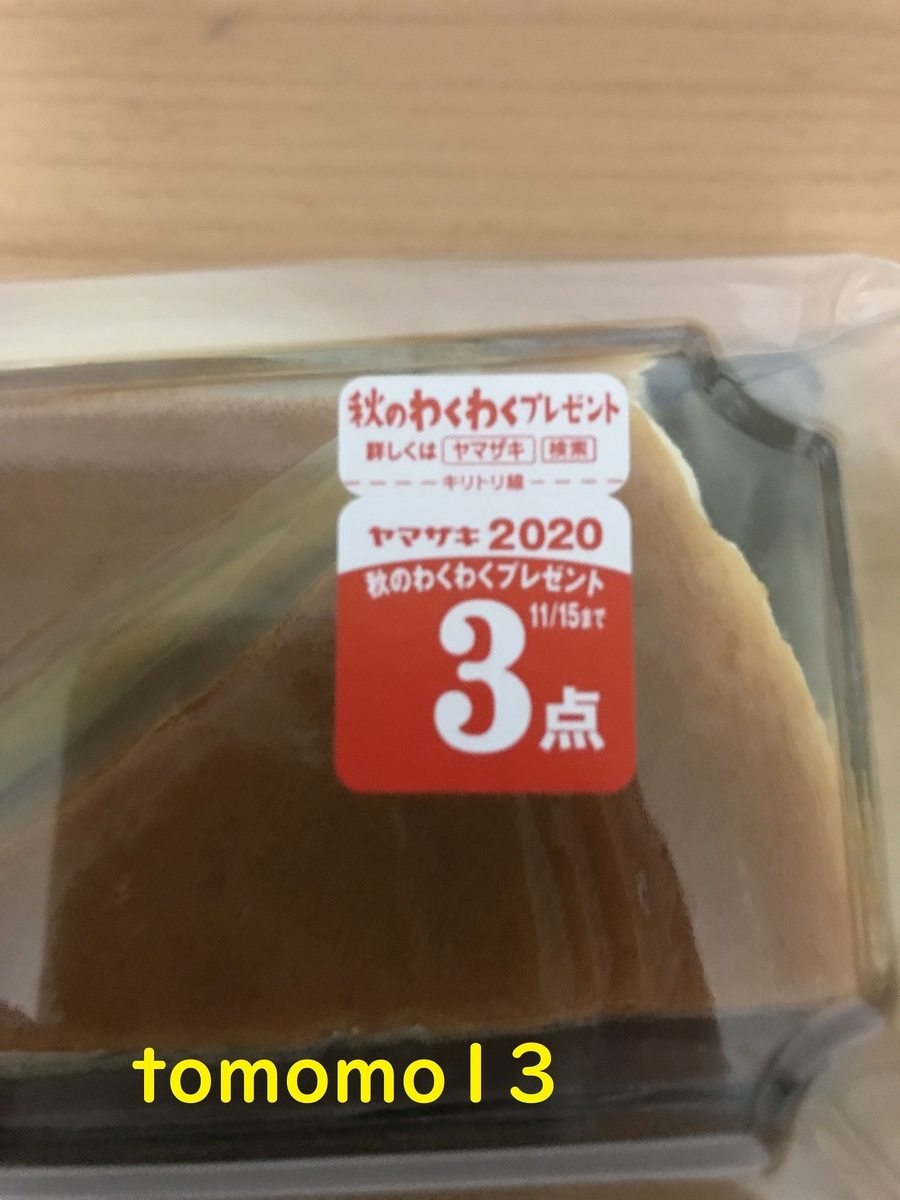 秋のわくわくプレゼント
詳しくは ヤマザキ 検索
キリトリ線
ヤマザキ 2020
秋のわくわくプレゼント
11/15まで
3点
tomomo13